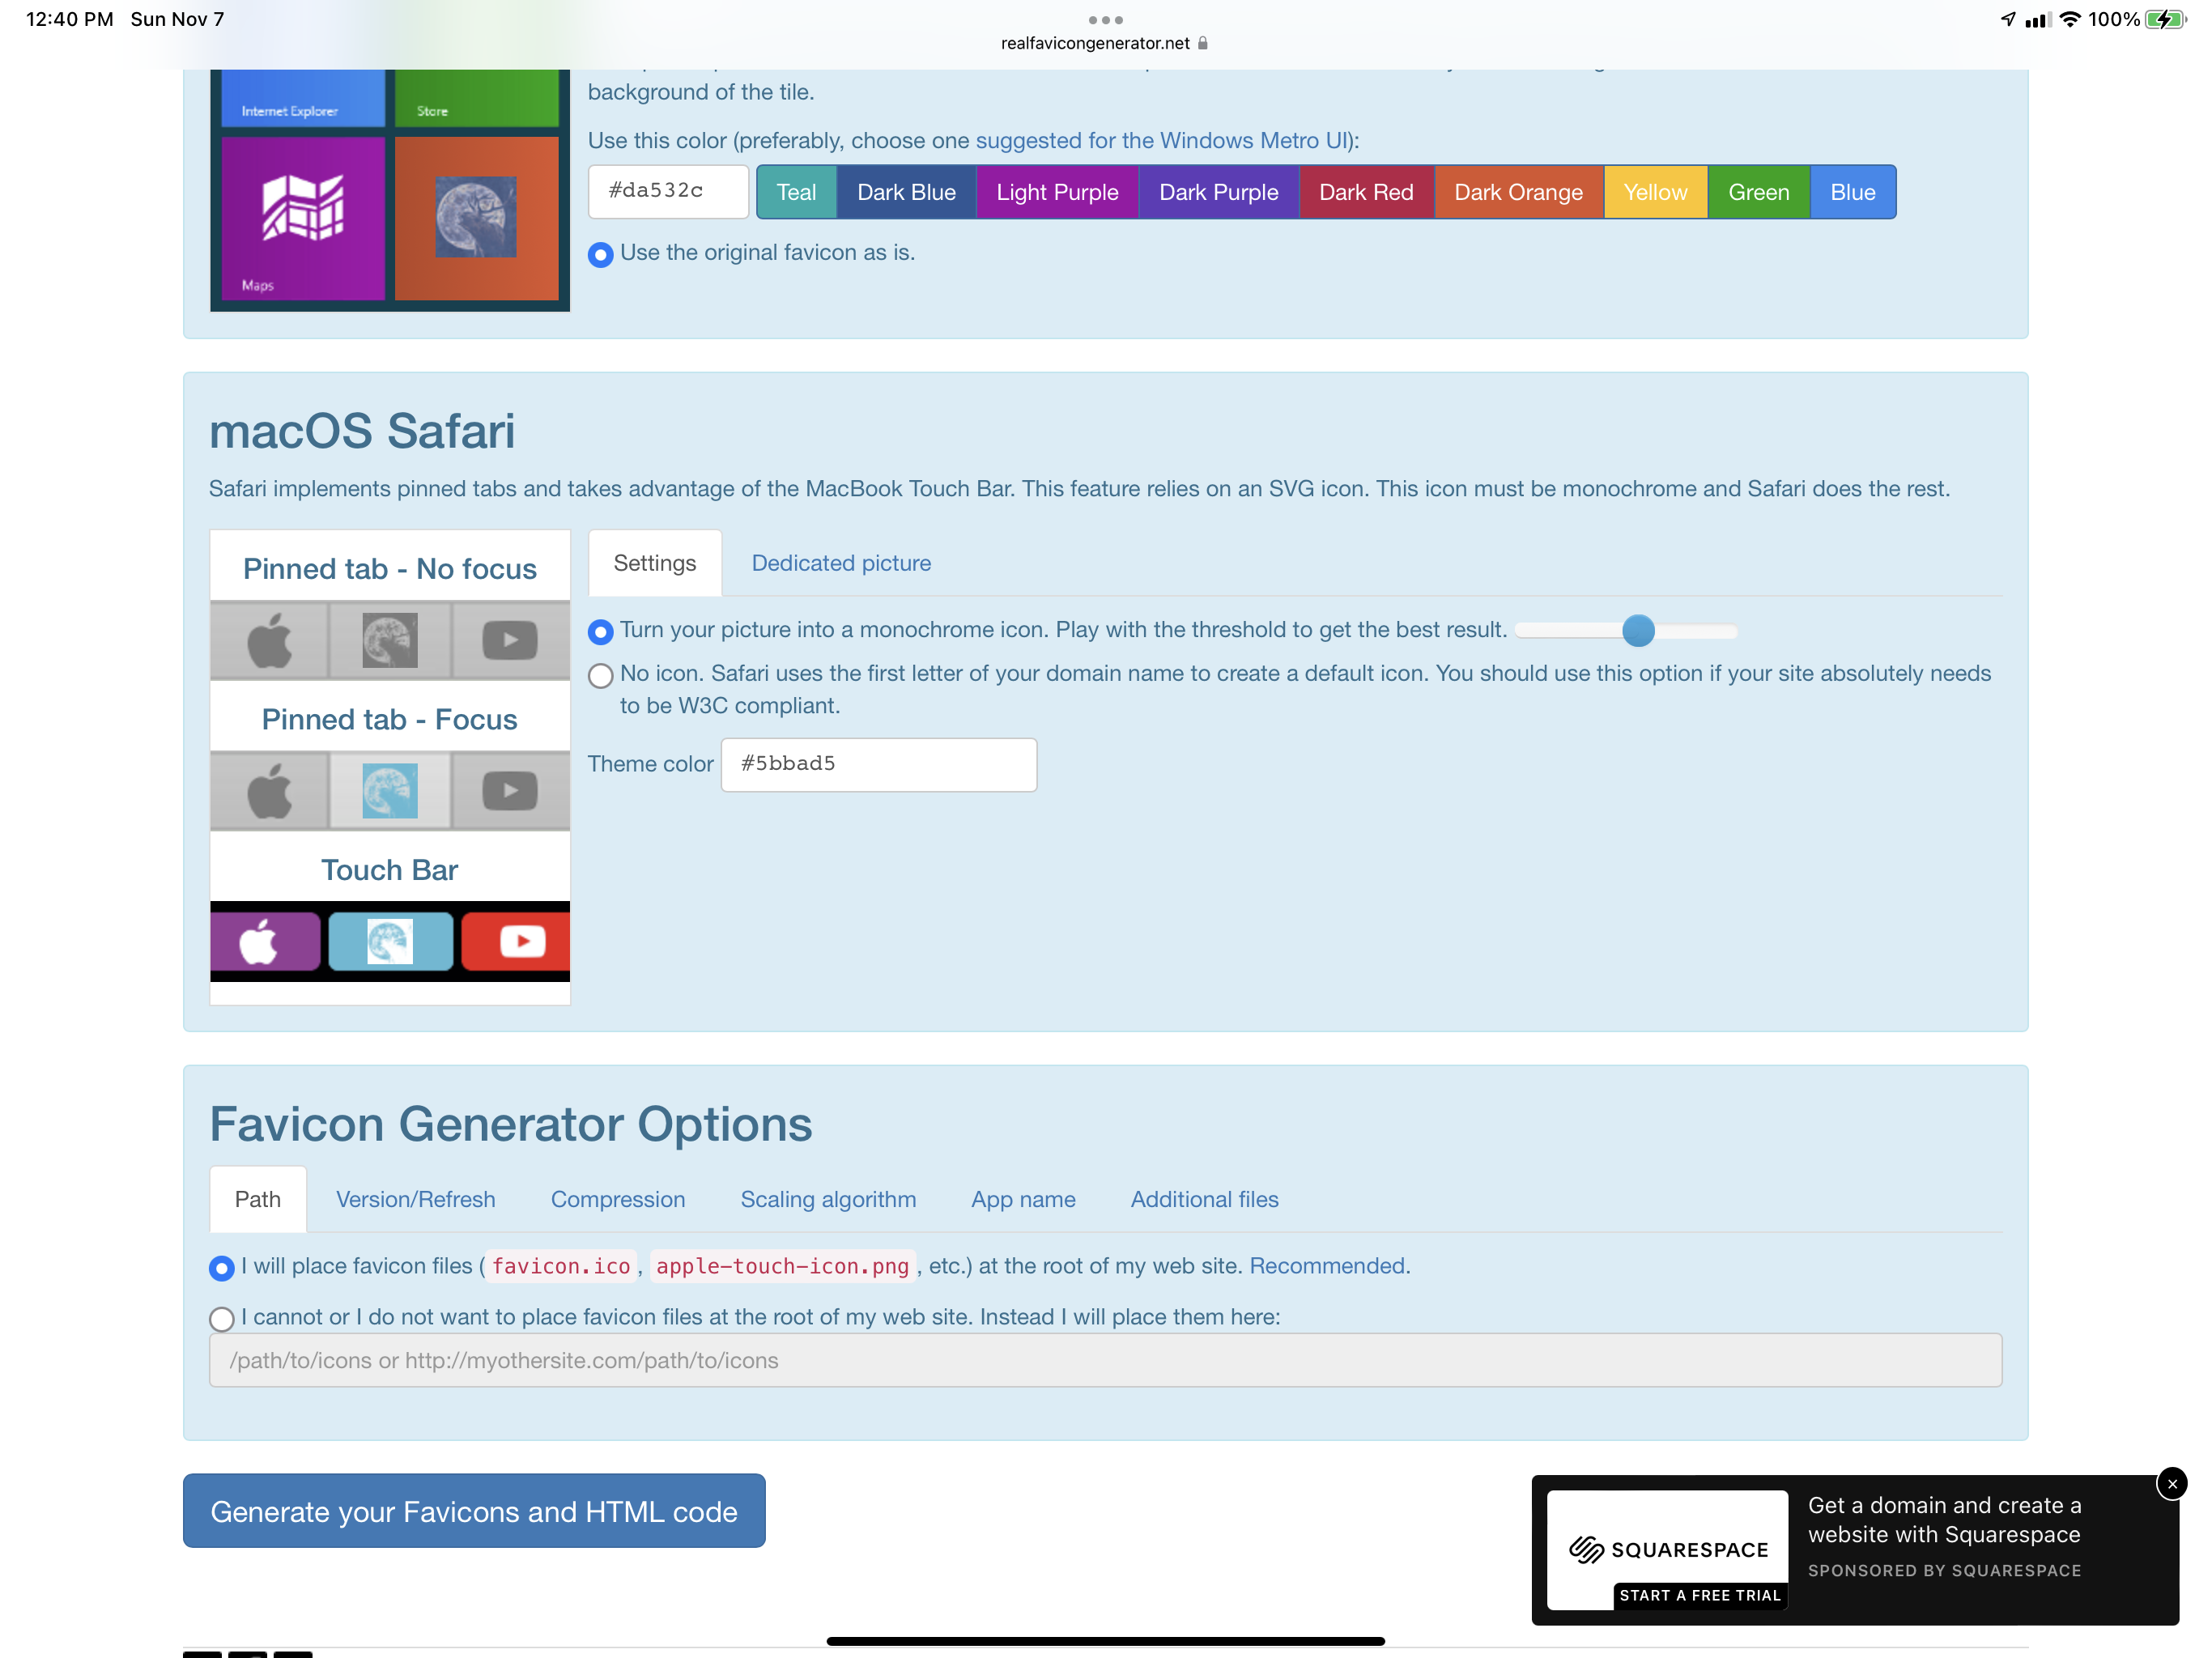 12:40 PM Sun Nov 7
100%
realfavicongenerator.net
background of the tile.
Internet Explorer
Store
Use this color (preferably, choose one suggested for the Windows Metro UI):
#da532c
Teal
Dark Blue
Light Purple
Dark Purple
Dark Red
Dark Orange
Yellow
Green
Blue
Use the original favicon as is.
Maps
macOS Safari
Safari implements pinned tabs and takes advantage of the MacBook Touch Bar. This feature relies on an SVG icon. This icon must be monochrome and Safari does the rest.
Pinned tab - No focus
Pinned tab - Focus
Touch Bar
Settings
Dedicated picture
Turn your picture into a monochrome icon. Play with the threshold to get the best result.
No icon. Safari uses the first letter of your domain name to create a default icon. You should use this option if your site absolutely needs
to be W3C compliant.
Theme color
#5bbad5
Favicon Generator Options
Path
Version/Refresh
Compression
Scaling algorithm
App name
Additional files
I will place favicon files (favicon.ico, apple-touch-icon.png, etc.) at the root of my web site. Recommended.
I cannot or I do not want to place favicon files at the root of my web site. Instead I will place them here:
/path/to/icons or http://myothersite.com/path/to/icons
Generate your Favicons and HTML code
SQUARESPACE
START A FREE TRIAL
Get a domain and create a
website with Squarespace
SPONSORED BY SQUARESPACE